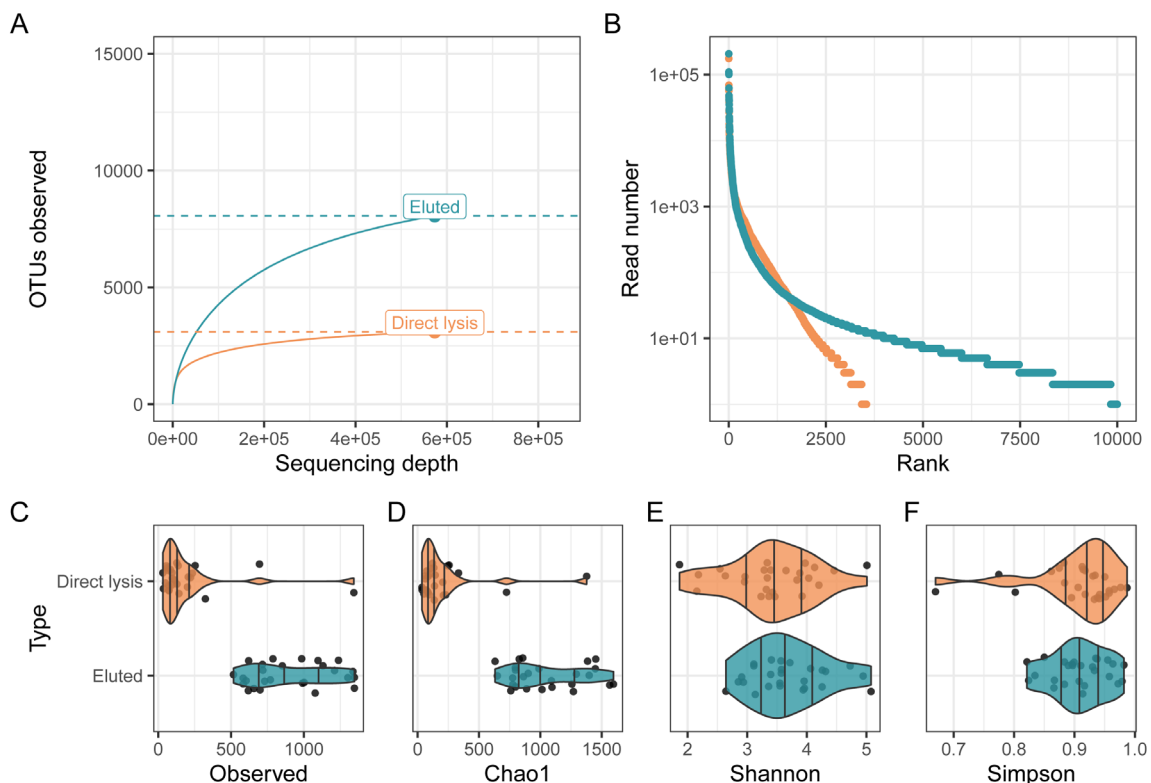 A
15000
10000
5000
0
OTUs observed
Eluted
Direct lysis
0e+00 2e+05 4e+05 6e+05 8e+05
Sequencing depth
B
1e+05
1e+03
1e+01
Read number
0 2500 5000 7500 10000
Rank
C
Type
Direct lysis
Eluted
0 500 1000
Observed
D
0 500 1000 1500
Chao1
E
2 3 4 5
Shannon
F
0.7 0.8 0.9 1.0
Simpson